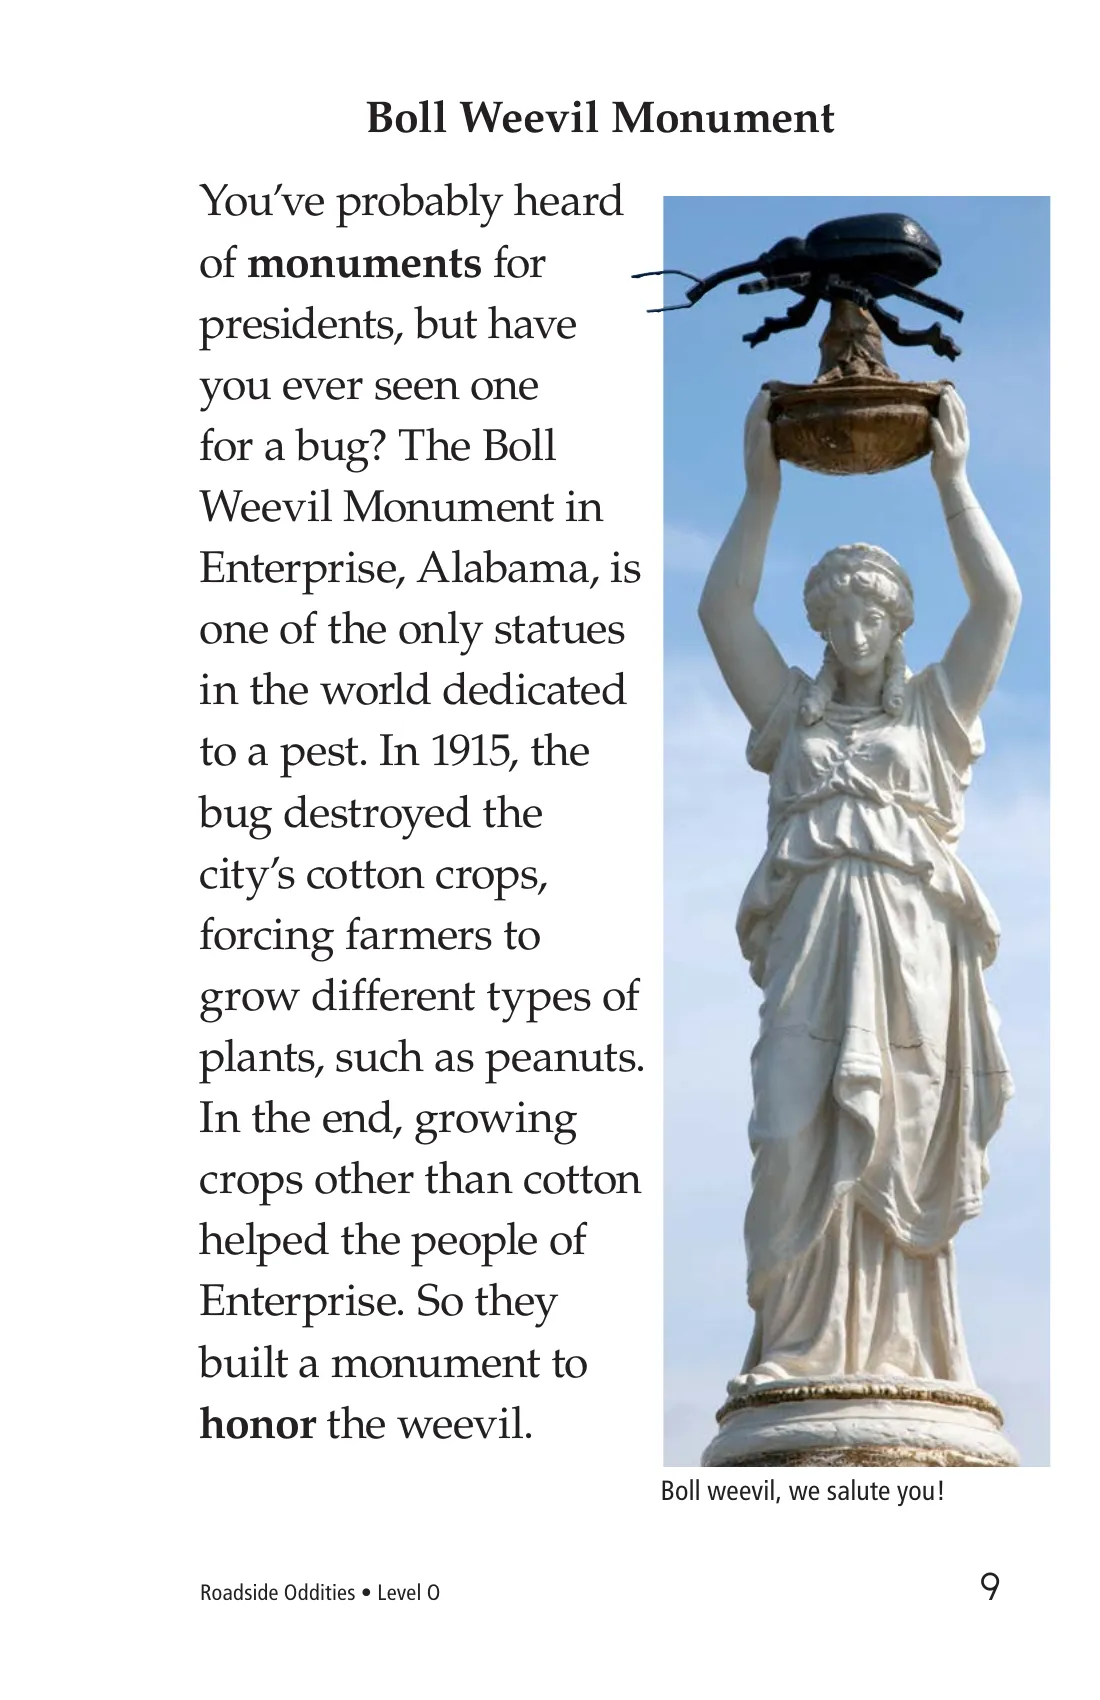 Boll Weevil Monument
You’ve probably heard
of monuments for
presidents, but have
you ever seen one
for a bug? The Boll
Weevil Monument in
Enterprise, Alabama, is
one of the only statues
in the world dedicated
to a pest. In 1915, the
bug destroyed the
city’s cotton crops,
forcing farmers to
grow different types of
plants, such as peanuts.
In the end, growing
crops other than cotton
helped the people of
Enterprise. So they
built a monument to
honor the weevil.
Boll weevil, we salute you!
Roadside Oddities • Level O
9